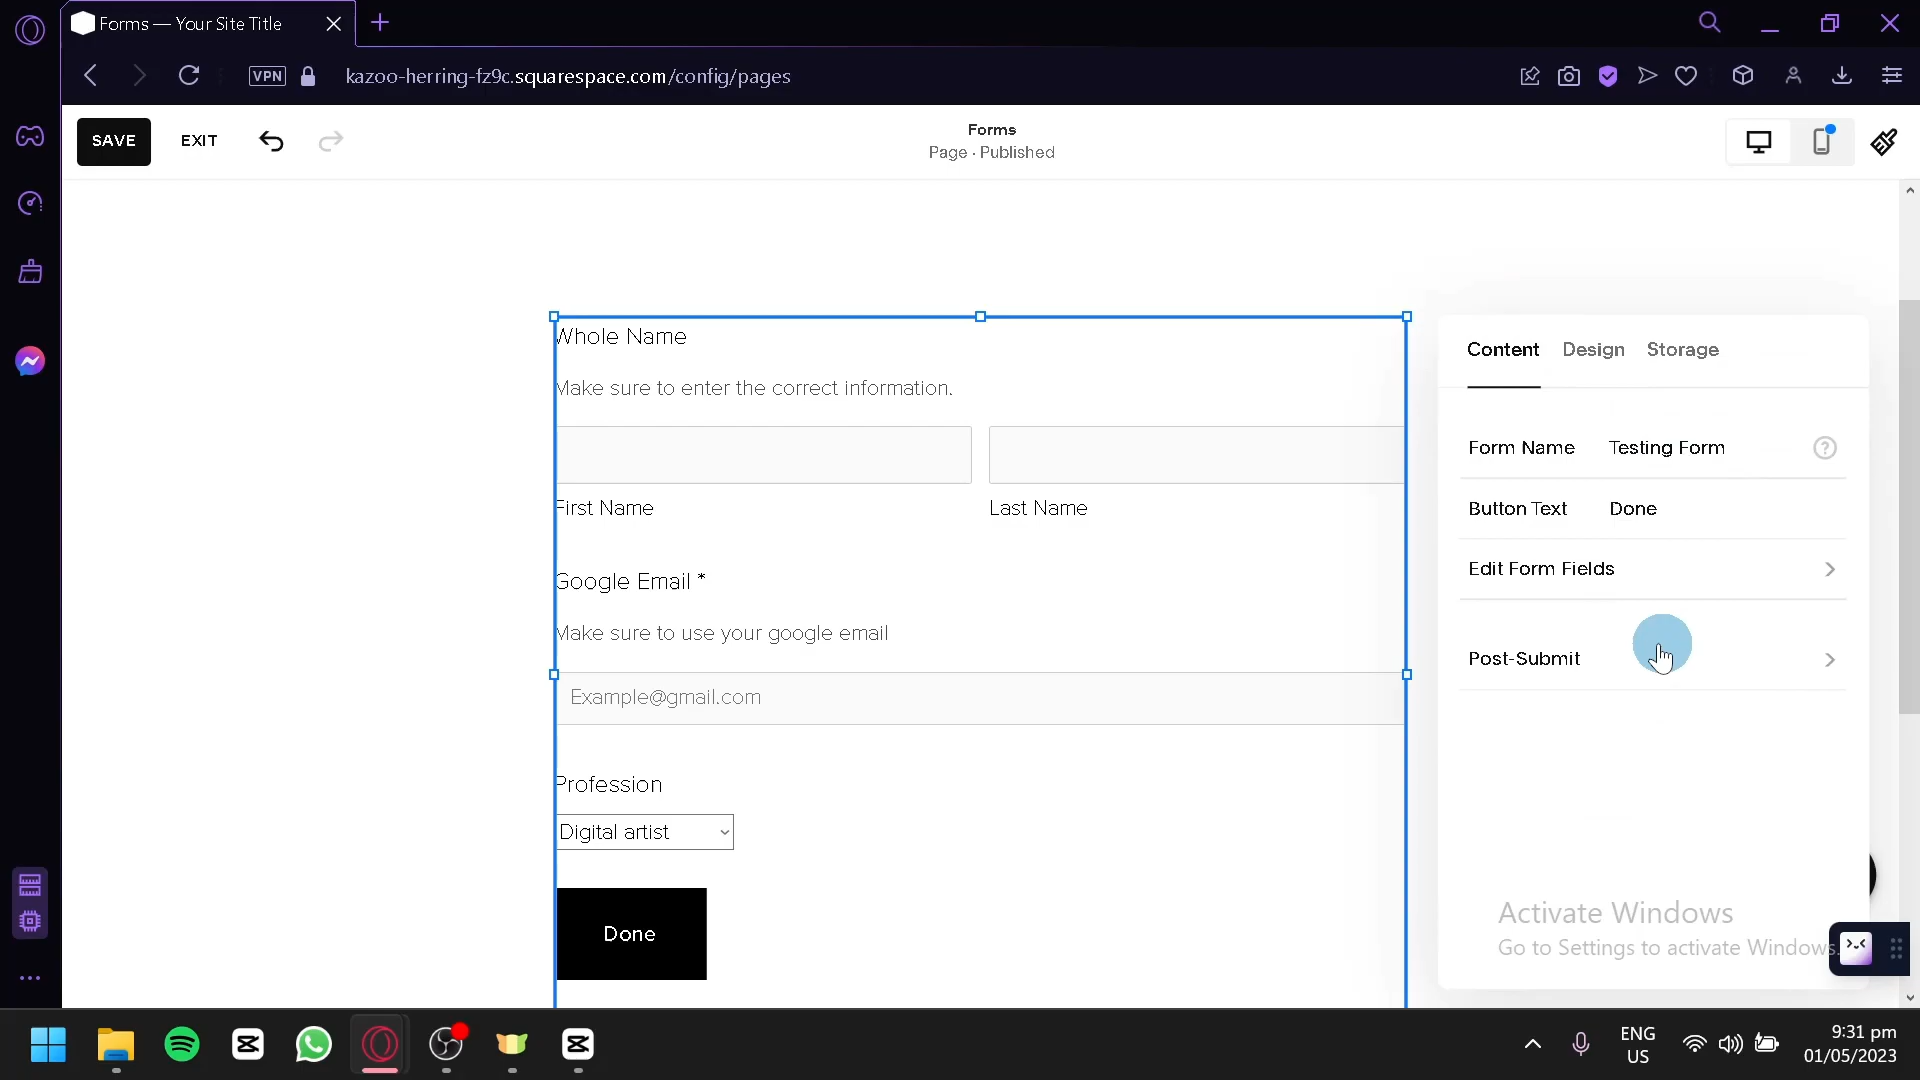 Forms — Your Site Title
VPN
kazoo-herring-fz9c.squarespace.com/config/pages
SAVE
EXIT
Forms
Page · Published
Whole Name
Make sure to enter the correct information.
First Name
Last Name
Google Email *
Make sure to use your google email
Example@gmail.com
Profession
Digital artist
Done
Content
Design
Storage
Form Name
Testing Form
?
Button Text
Done
Edit Form Fields
Post-Submit
Activate Windows
Go to Settings to activate Windows.
ENG
US
9:31 pm
01/05/2023